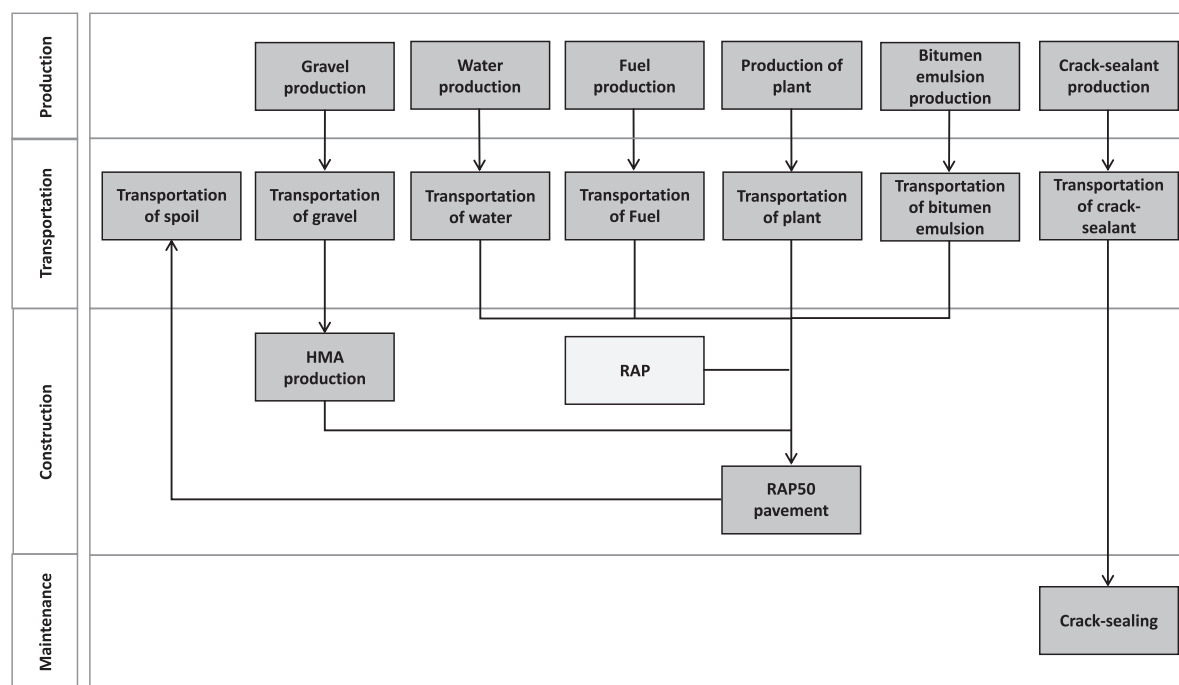 Production
Gravel
production
Water
production
Fuel
production
Production of
plant
Bitumen
emulsion
production
Crack-sealant
production
Transportation
Transportation
of spoil
Transportation
of gravel
Transportation
of water
Transportation
of Fuel
Transportation
of plant
Transportation
of bitumen
emulsion
Transportation
of crack-
sealant
Construction
HMA
production
RAP
RAP50
pavement
Maintenance
Crack-sealing